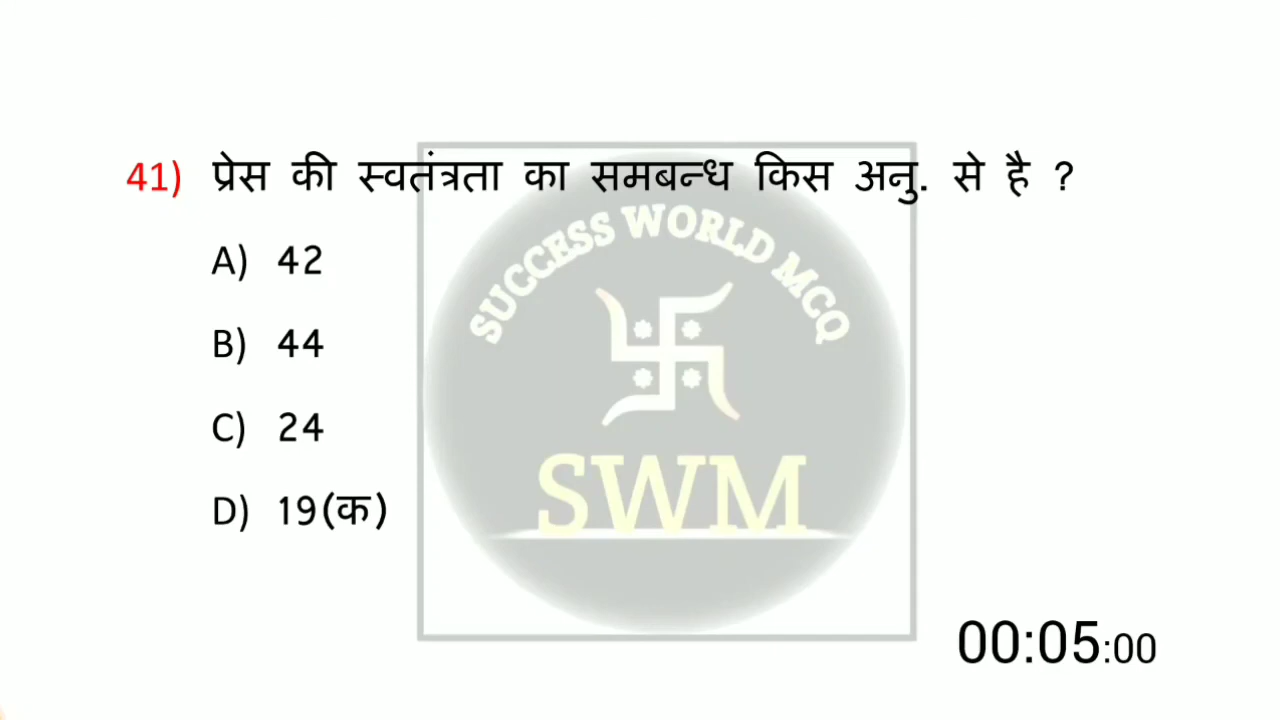 41) प्रेस की स्वतंत्रता का समबन्ध किस अनु. से है ?
SUCCESS WORLD MCQ
A) 42
B) 44
C) 24
D) 19(क)
SWM
00:05:00